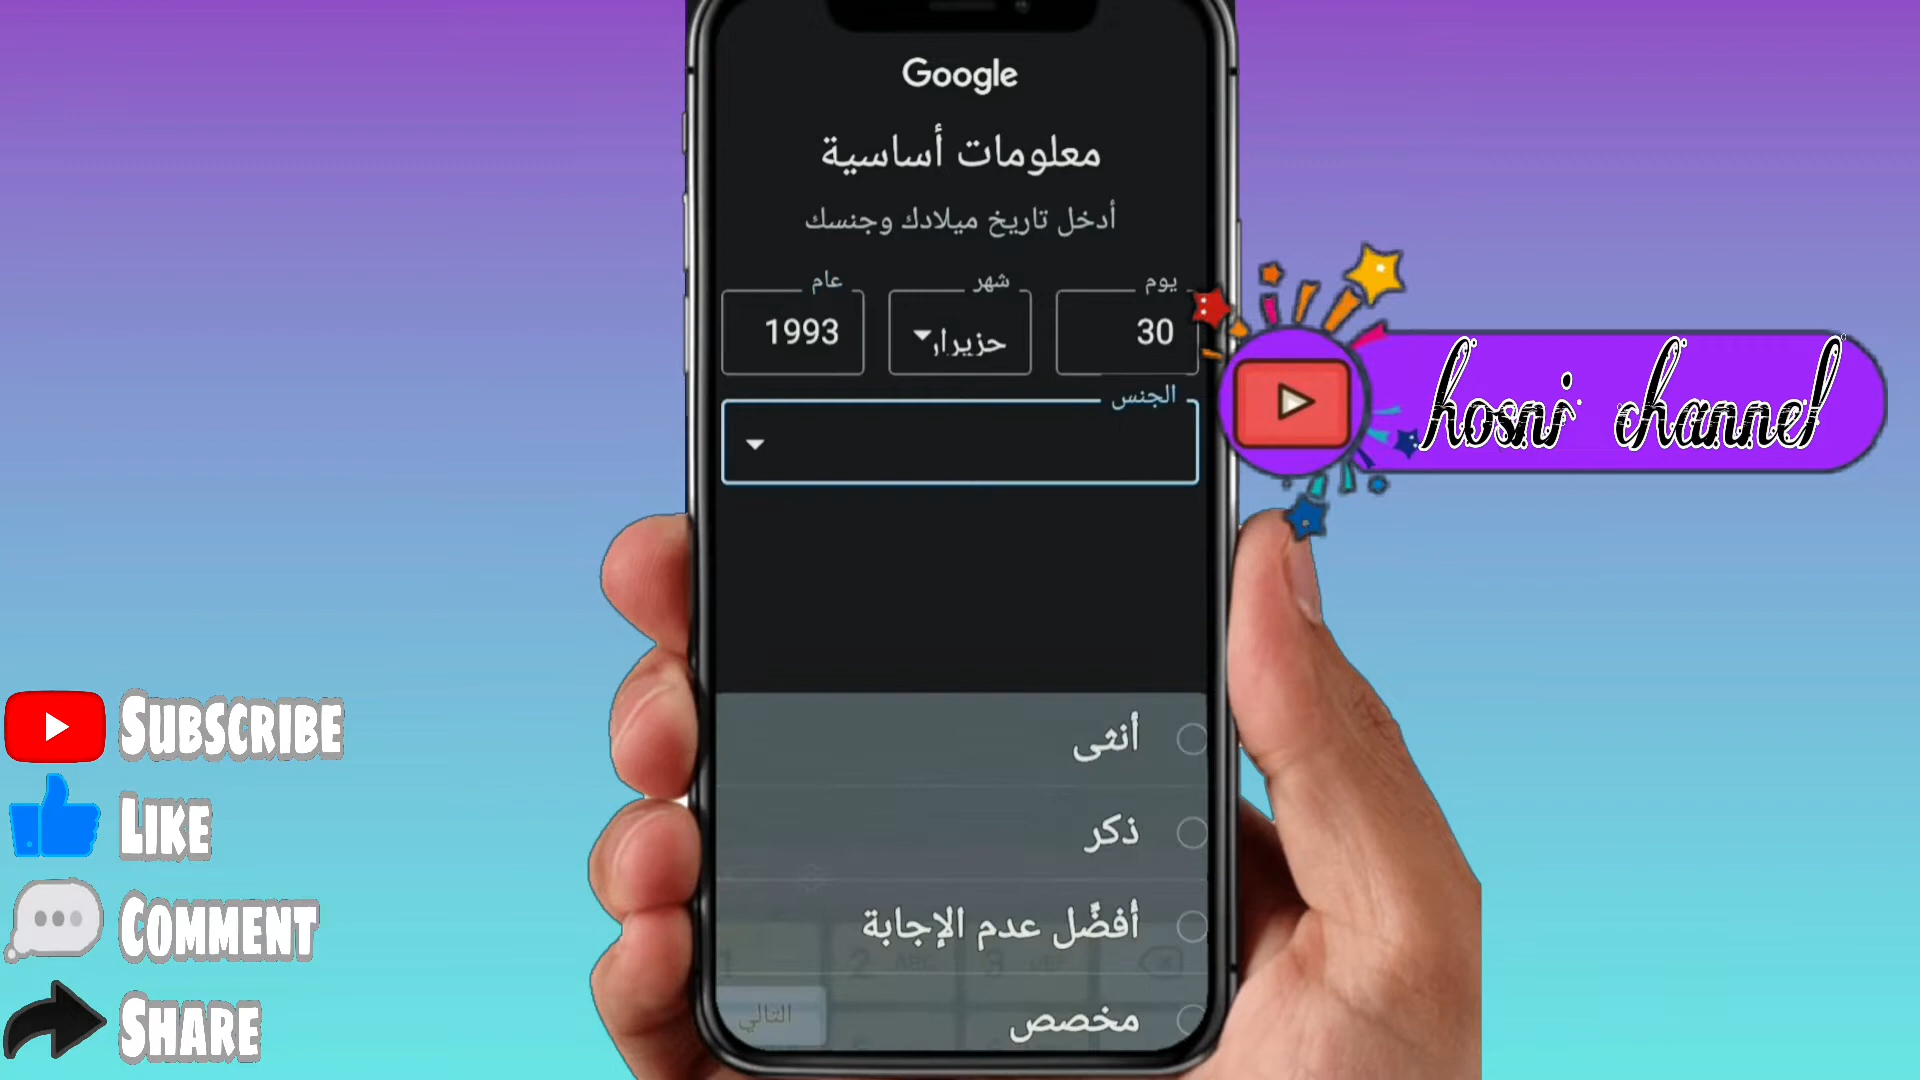 Google
معلومات أساسية
أدخل تاريخ ميلادك وجنسك
يوم
شهر
عام
30
1993
الجنس
hosni channel
أنثى
ذكر
أفضّل عدم الإجابة
مخصص
التالي
SUBSCRIBE
LIKE
COMMENT
SHARE